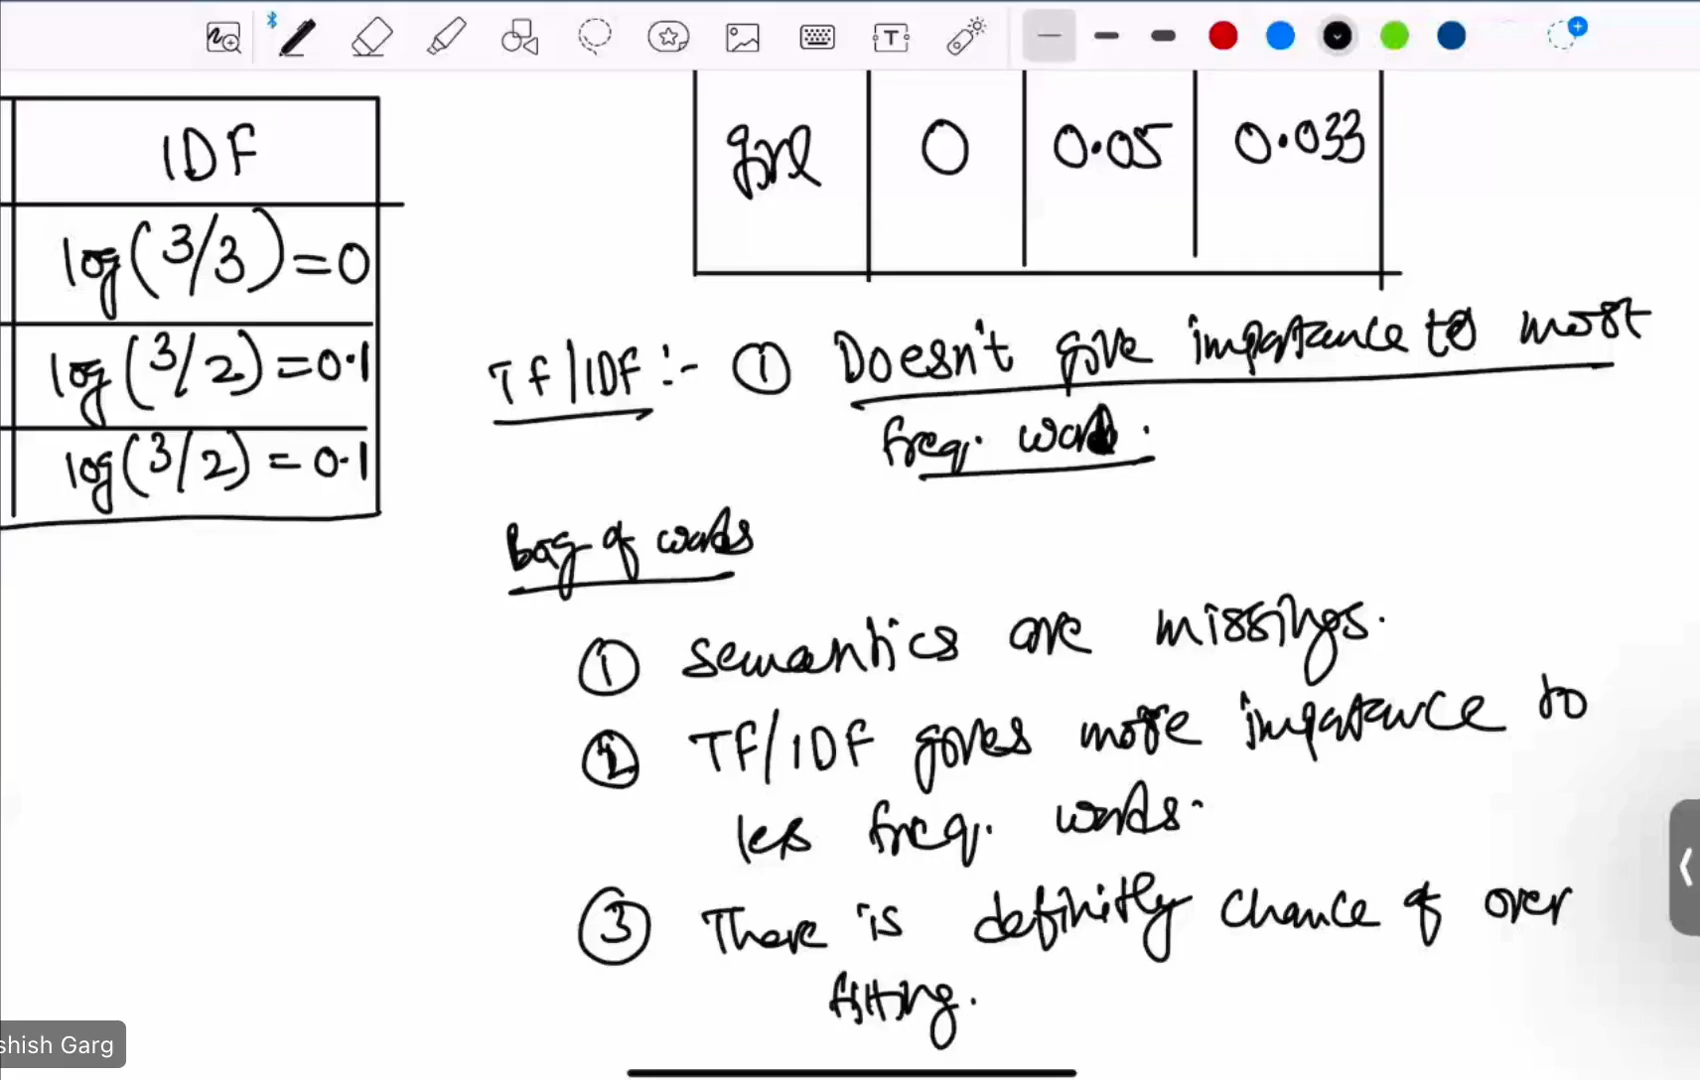 IDF
log(3/3)=0
log(3/2)=0.1
log(3/2)=0.1
girl 0 0.05 0.033
TF/IDF :- ① Doesn't give importance to most
freq. word.
Bag of words
① semantics are missings.
② TF/IDF gives more importance to
less freq. words.
③ There is definitly chance of over
fitting.
shish Garg